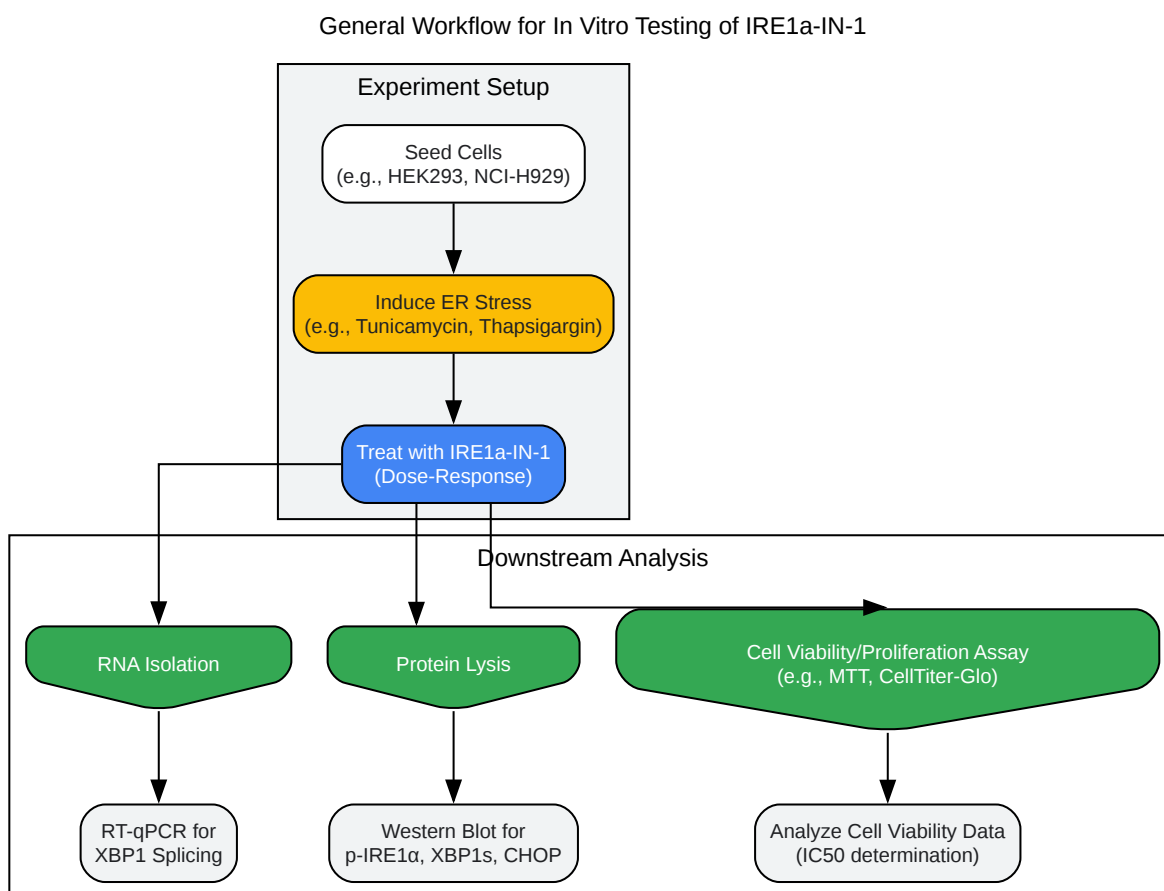 General Workflow for In Vitro Testing of IRE1a-IN-1
Experiment Setup
Seed Cells
(e.g., HEK293, NCI-H929)
Induce ER Stress
(e.g., Tunicamycin, Thapsigargin)
Treat with IRE1a-IN-1
(Dose-Response)
Downstream Analysis
RNA Isolation
Protein Lysis
Cell Viability/Proliferation Assay
(e.g., MTT, CellTiter-Glo)
RT-qPCR for
XBP1 Splicing
Western Blot for
p-IRE1α, XBP1s, CHOP
Analyze Cell Viability Data
(IC50 determination)